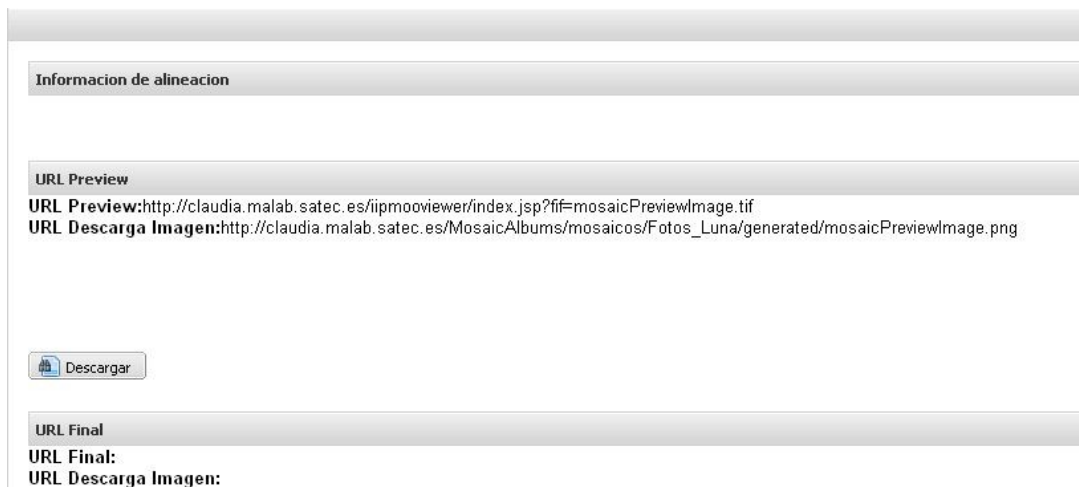 Informacion de alineacion
URL Preview
URL Preview:http://claudia.malab.satec.es/iipmooviewer/index.jsp?fif=mosaicPreviewImage.tif
URL Descarga Imagen:http://claudia.malab.satec.es/MosaicAlbums/mosaicos/Fotos_Luna/generated/mosaicPreviewImage.png
Descargar
URL Final
URL Final:
URL Descarga Imagen: